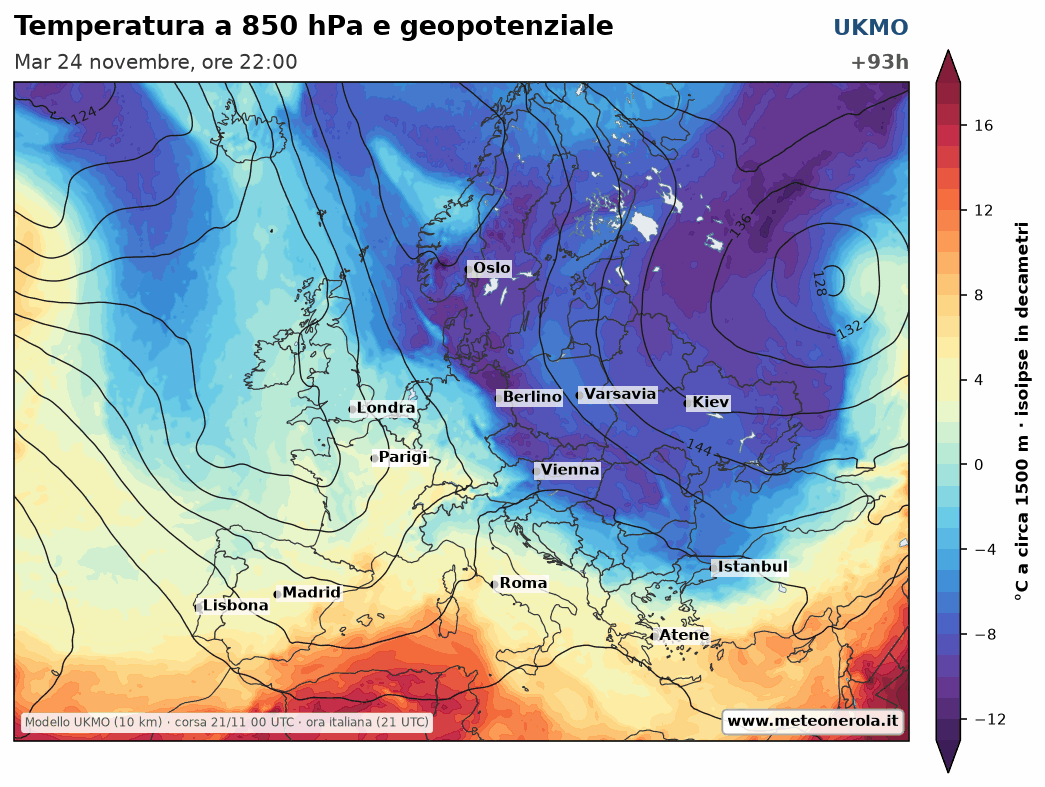 Temperatura a 850 hPa e geopotenziale
UKMO
Mar 24 novembre, ore 22:00
+93h
124
136
128
132
144
Oslo
Berlino
Varsavia
Kiev
Londra
Parigi
Vienna
Istanbul
Roma
Madrid
Lisbona
Atene
16
12
8
4
0
−4
−8
−12
°C a circa 1500 m · isoipse in decametri
Modello UKMO (10 km) · corsa 21/11 00 UTC · ora italiana (21 UTC)
www.meteonerola.it